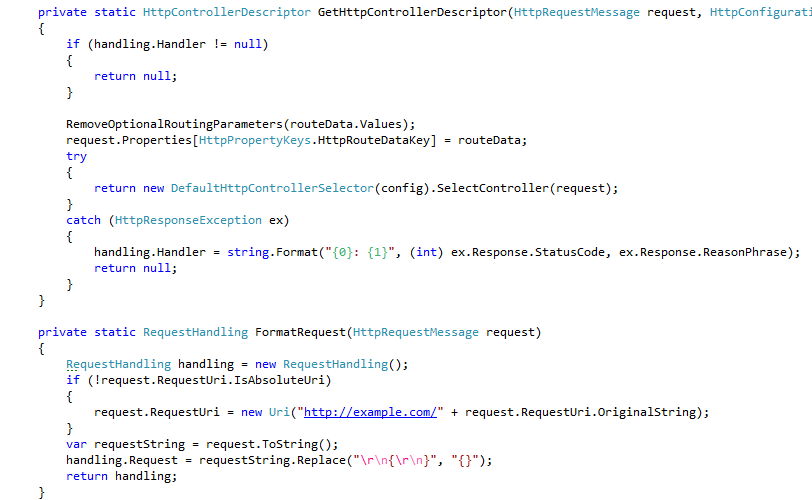 private static HttpControllerDescriptor GetHttpControllerDescriptor(HttpRequestMessage request,
{
if (handling.Handler != null)
{
return null;
}
RemoveOptionalRoutingParameters(routeData.Values);
request.Properties[HttpPropertyKeys.HttpRouteDataKey] = routeData;
try
{
return new DefaultHttpControllerSelector(config).SelectController(request);
}
catch (HttpResponseException ex)
{
handling.Handler = string.Format("{0}: {1}", (int) ex.Response.StatusCode, ex.Response.ReasonPhrase);
return null;
}
}
private static RequestHandling FormatRequest(HttpRequestMessage request)
{
RequestHandling handling = new RequestHandling();
if (!request.RequestUri.IsAbsoluteUri)
{
request.RequestUri = new Uri("http://example.com/" + request.RequestUri.OriginalString);
}
var requestString = request.ToString();
handling.Request = requestString.Replace("\r\n{\r\n}", "{}");
return handling;
}